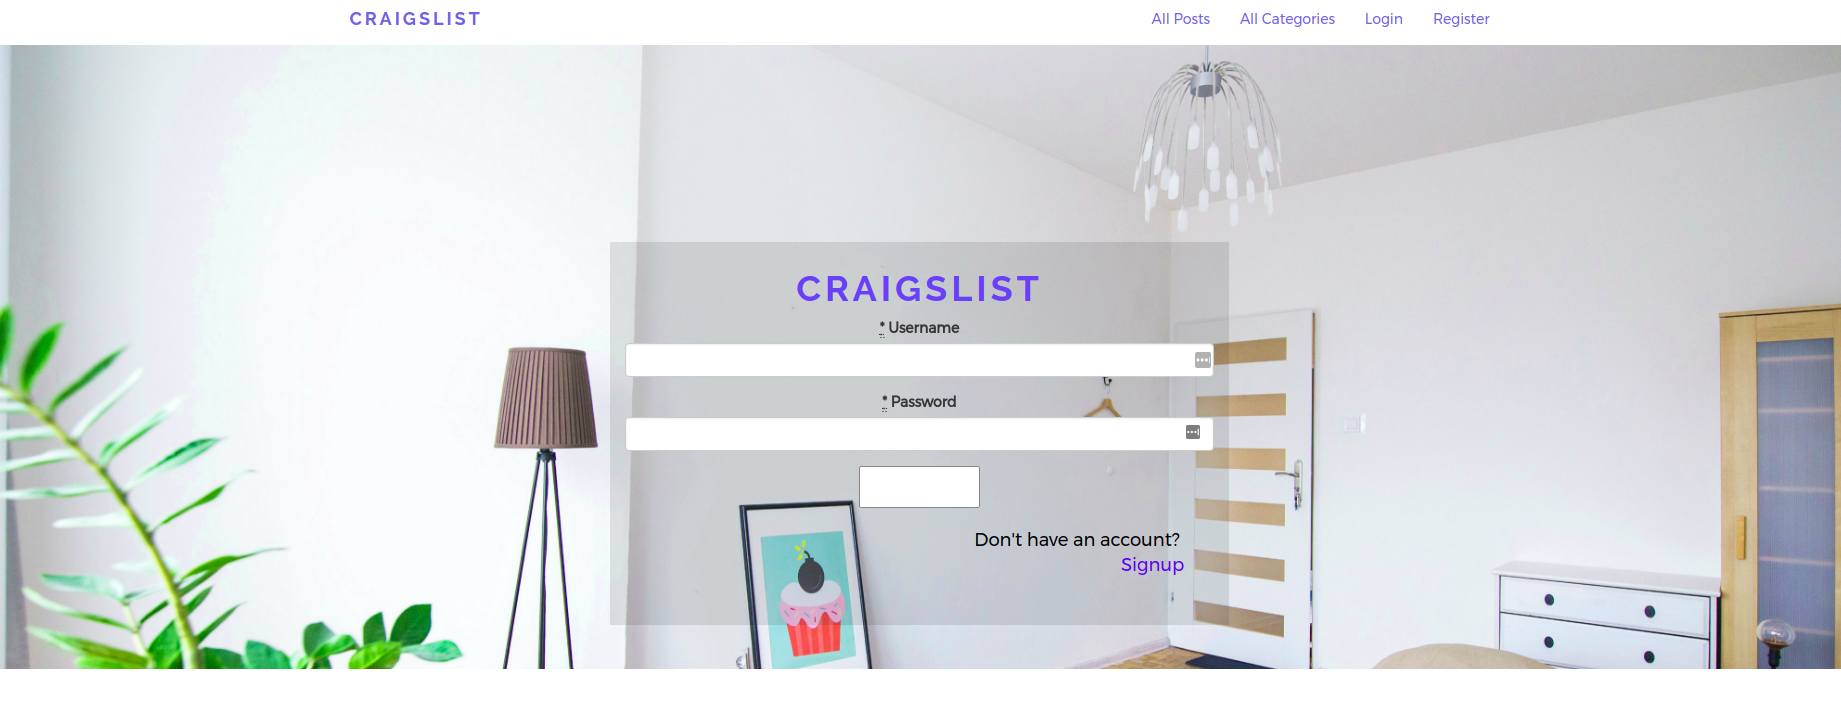 CRAIGSLIST
All Posts All Categories Login Register
CRAIGSLIST
* Username
* Password
Don't have an account?
Signup